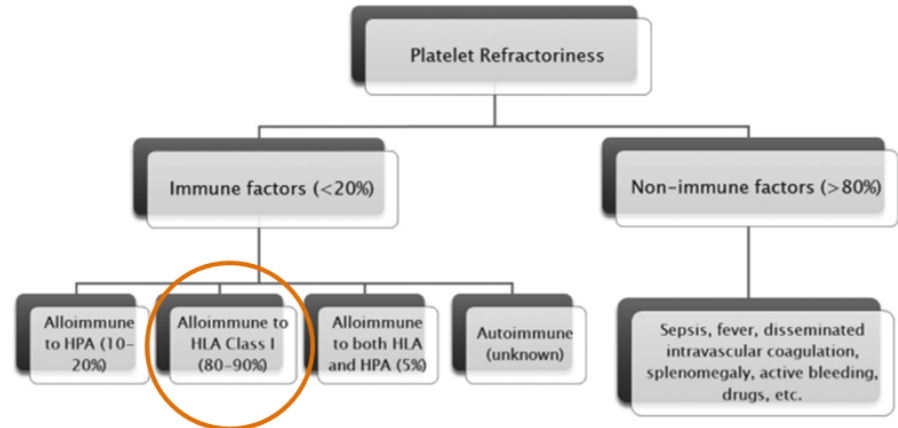 Platelet Refractoriness
Immune factors (<20%)
Non-immune factors (>80%)
Alloimmune
to HPA (10-
20%)
Alloimmune to
HLA Class I
(80-90%)
Alloimmune
to both HLA
and HPA (5%)
Autoimmune
(unknown)
Sepsis, fever, disseminated
intravascular coagulation,
splenomegaly, active bleeding,
drugs, etc.